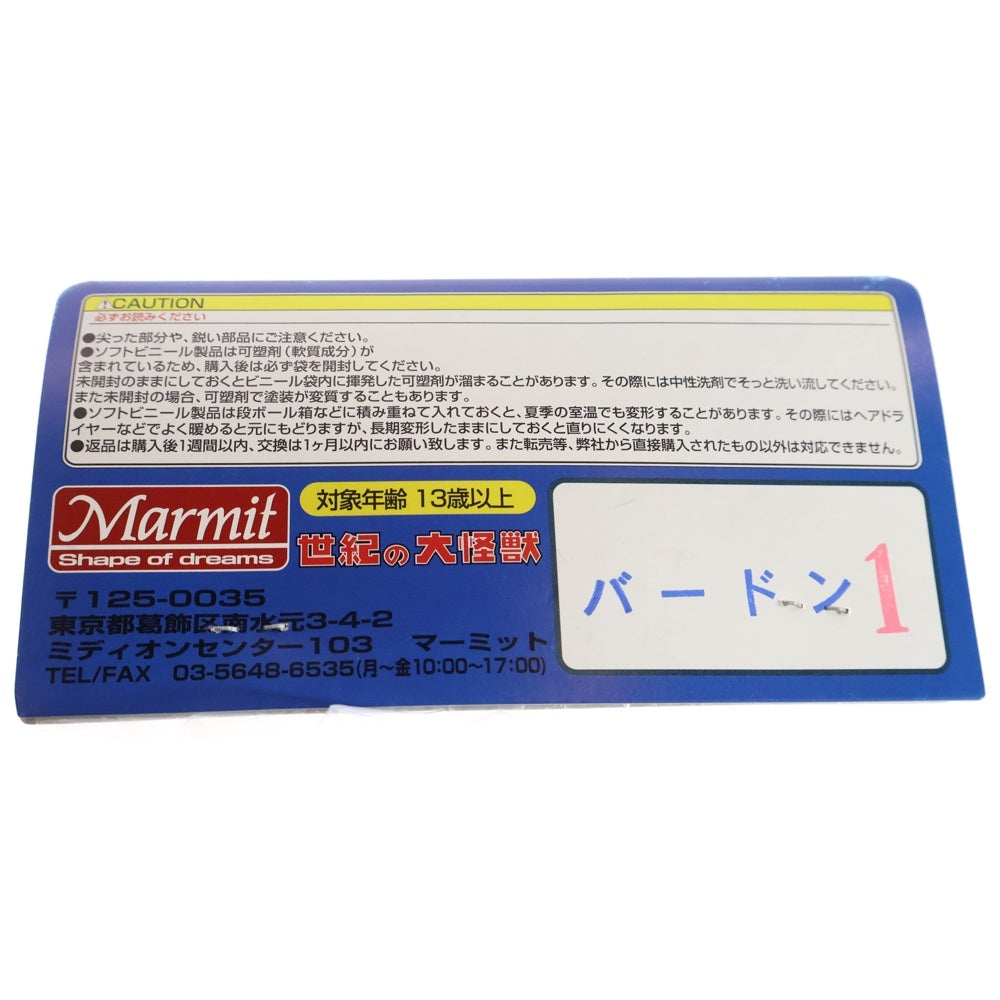 CAUTION
必ずお読みください
●尖った部分や、鋭い部品にご注意ください。
●ソフトビニール製品は可塑剤(軟質成分)が
含まれているため、購入後は必ず袋を開封してください。
未開封のままにしておくとビニール袋内に揮発した可塑剤が溜まることがあります。その際には中性洗剤でそっと洗い流してください。
また未開封の場合、可塑剤で塗装が変質することもあります。
●ソフトビニール製品は段ボール箱などに積み重ねて入れておくと、夏季の室温でも変形することがあります。その際にはヘアドラ
イヤーなどでよく暖めると元にもどりますが、長期変形したままにしておくと直りにくくなります。
●返品は購入後1週間以内、交換は1ヶ月以内にお願い致します。また転売等、弊社から直接購入されたもの以外は対応できません。
Marmit
Shape of dreams
対象年齢 13歳以上
世紀の大怪獣
〒125-0035
東京都葛飾区南水元3-4-2
ミディオンセンター103 マーミット
TEL/FAX 03-5648-6535(月〜金10:00〜17:00)
バードン1